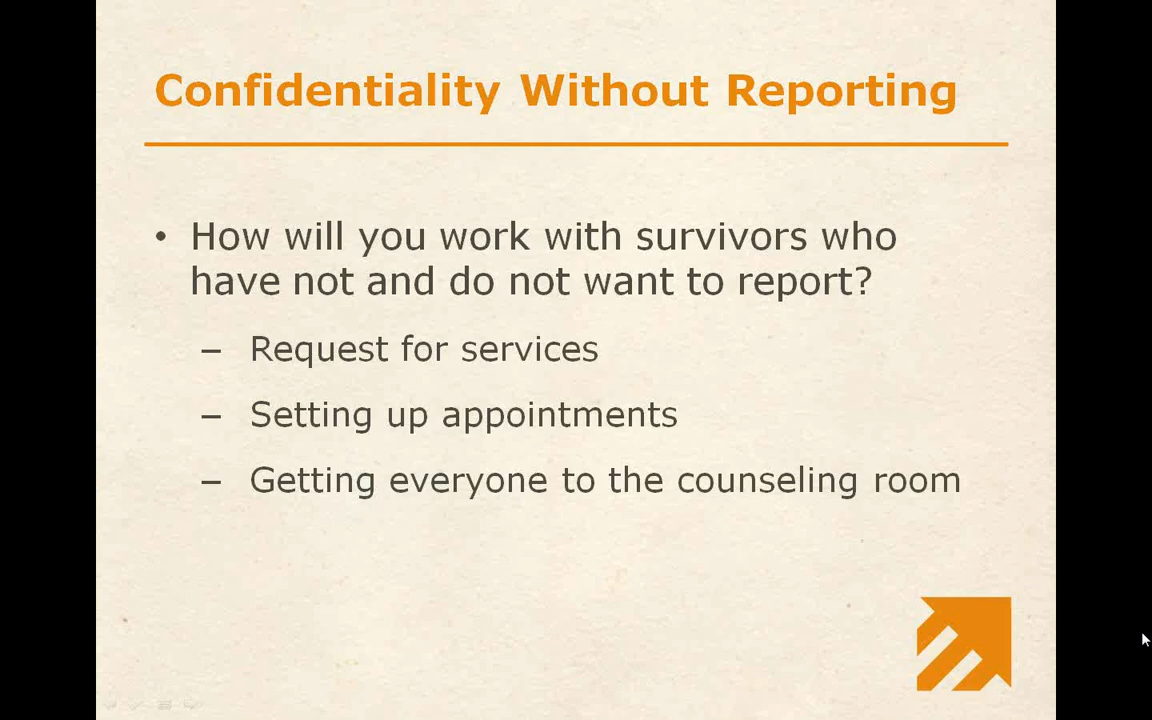 Confidentiality Without Reporting
• How will you work with survivors who
have not and do not want to report?
– Request for services
– Setting up appointments
– Getting everyone to the counseling room